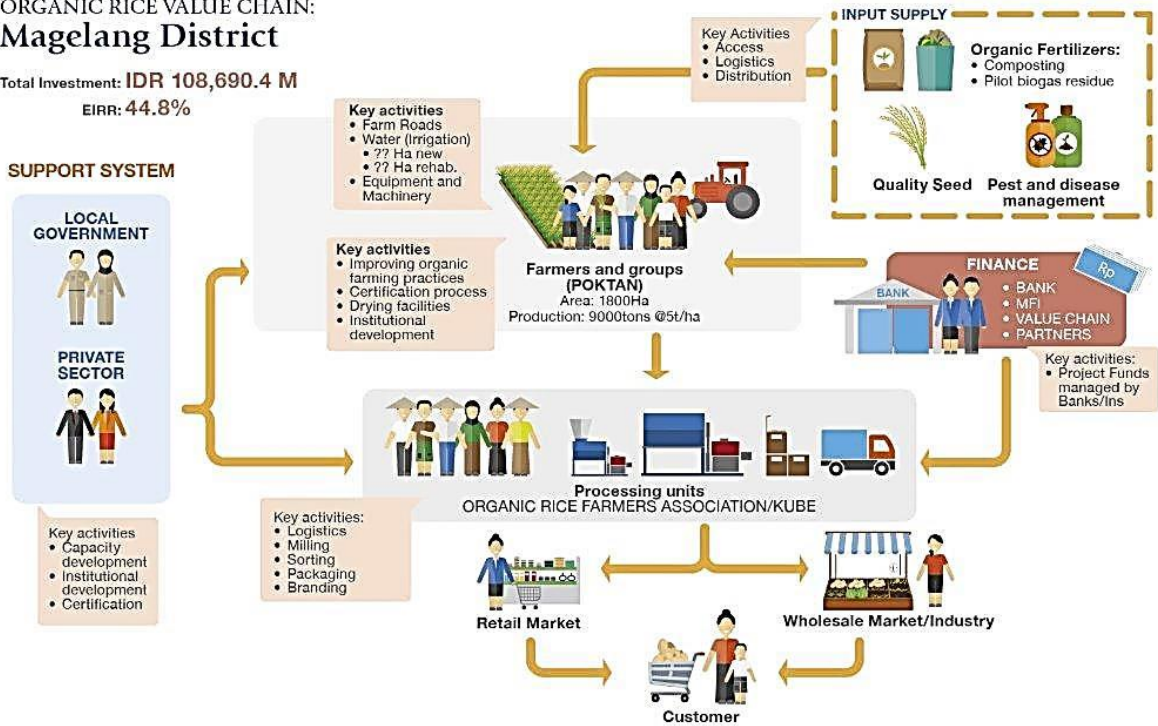 ORGANIC RICE VALUE CHAIN:
Magelang District
Total Investment: IDR 108,690.4 M
EIRR: 44.8%
SUPPORT SYSTEM
LOCAL
GOVERNMENT
PRIVATE
SECTOR
Key activities
• Capacity
development
• Institutional
development
• Certification
Key activities
• Farm Roads
• Water (Irrigation)
• ?? Ha new
• ?? Ha rehab.
• Equipment and
Machinery
Key activities
• Improving organic
farming practices
• Certification process
• Drying facilities
• Institutional
development
Farmers and groups
(POKTAN)
Area: 1800Ha
Production: 9000tons @5t/ha
Key Activities
• Access
• Logistics
• Distribution
INPUT SUPPLY
Organic Fertilizers:
• Composting
• Pilot biogas residue
Quality Seed
Pest and disease
management
FINANCE
• BANK
• MFI
• VALUE CHAIN
• PARTNERS
BANK
Rp
Key activities:
• Project Funds
managed by
Banks/Ins
Processing units
ORGANIC RICE FARMERS ASSOCIATION/KUBE
Key activities:
• Logistics
• Milling
• Sorting
• Packaging
• Branding
Retail Market
Wholesale Market/Industry
Customer